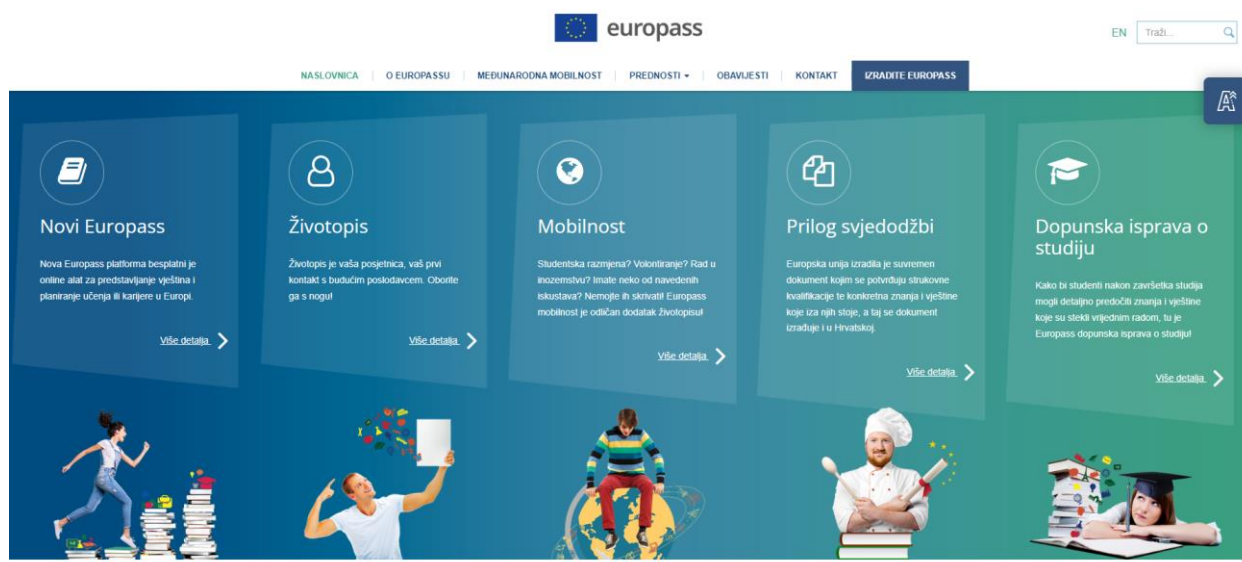 europass
EN
Traži...
NASLOVNICA
O EUROPASSU
MEĐUNARODNA MOBILNOST
PREDNOSTI
OBAVIJESTI
KONTAKT
IZRADITE EUROPASS
A
Novi Europass
Nova Europass platforma besplatni je
online alat za predstavljanje vještina i
planiranje učenja ili karijere u Europi.
Više detalja
Životopis
Životopis je vaša posjetnica, vaš prvi
kontakt s budućim poslodavcem. Oborite
ga s nogu!
Više detalja
Mobilnost
Studentska razmjena? Volontiranje? Rad u
inozemstvu? Imate neko od navedenih
iskustava? Nemojte ih skrivati! Europass
mobilnost je odličan dodatak životopisu!
Više detalja
Prilog svjedodžbi
Europska unija izradila je suvremen
dokument kojim se potvrđuju strukovne
kvalifikacije te konkretna znanja i vještine
koje iza njih stoje, a taj se dokument
izrađuje i u Hrvatskoj.
Više detalja
Dopunska isprava o
studiju
Kako bi studenti nakon završetka studija
mogli detaljno predočiti znanja i vještine
koje su stekli vrijednim radom, tu je
Europass dopunska isprava o studiju!
Više detalja